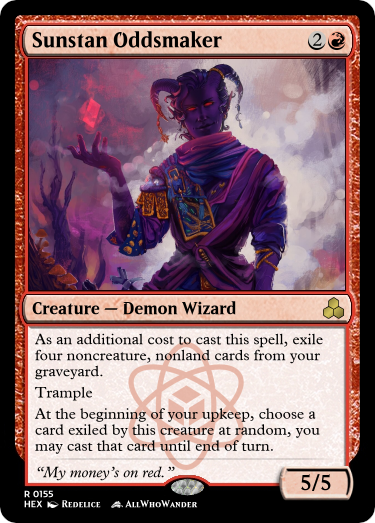 Sunstan Oddsmaker 2
Creature — Demon Wizard
As an additional cost to cast this spell, exile
four noncreature, nonland cards from your
graveyard.
Trample
At the beginning of your upkeep, choose a
card exiled by this creature at random, you
may cast that card until end of turn.
“My money’s on red.”
5/5
R 0155
HEX REDELICE ALLWHOWANDER